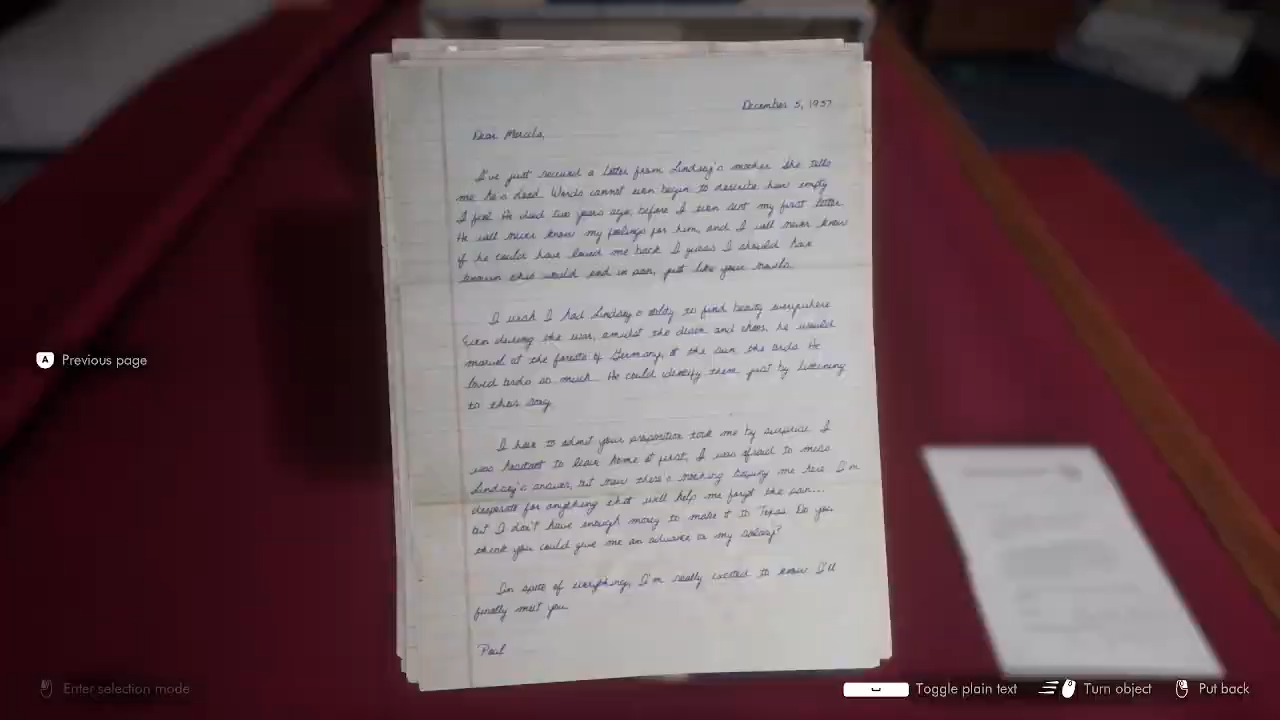 December 5, 1957
Dear Marcela,
I've just received a letter from Lindsay's mother. She tells
me he's dead. Words cannot even begin to describe how empty
I feel. He died two years ago, before I even sent my first letter.
He will never know my feelings for him, and I will never know
if he could have loved me back. I guess I should have
known this would end in pain, just like your novels.
I wish I had Lindsay's ability to find beauty everywhere.
Even during the war, amidst the death and chaos, he would
marvel at the forests of Germany, at the sun, the birds. He
loved birds so much. He could identify them just by listening
to their song.
I have to admit your proposition took me by surprise. I
was hesitant to leave home at first, I was afraid to miss
Lindsay's answer, but now there's nothing keeping me here. I'm
desperate for anything that will help me forget the pain...
but I don't have enough money to make it to Texas. Do you
think you could give me an advance on my salary?
In spite of everything, I'm really excited to know I'll
finally meet you.
Paul
A Previous page
Enter selection mode
Toggle plain text
Turn object
Put back